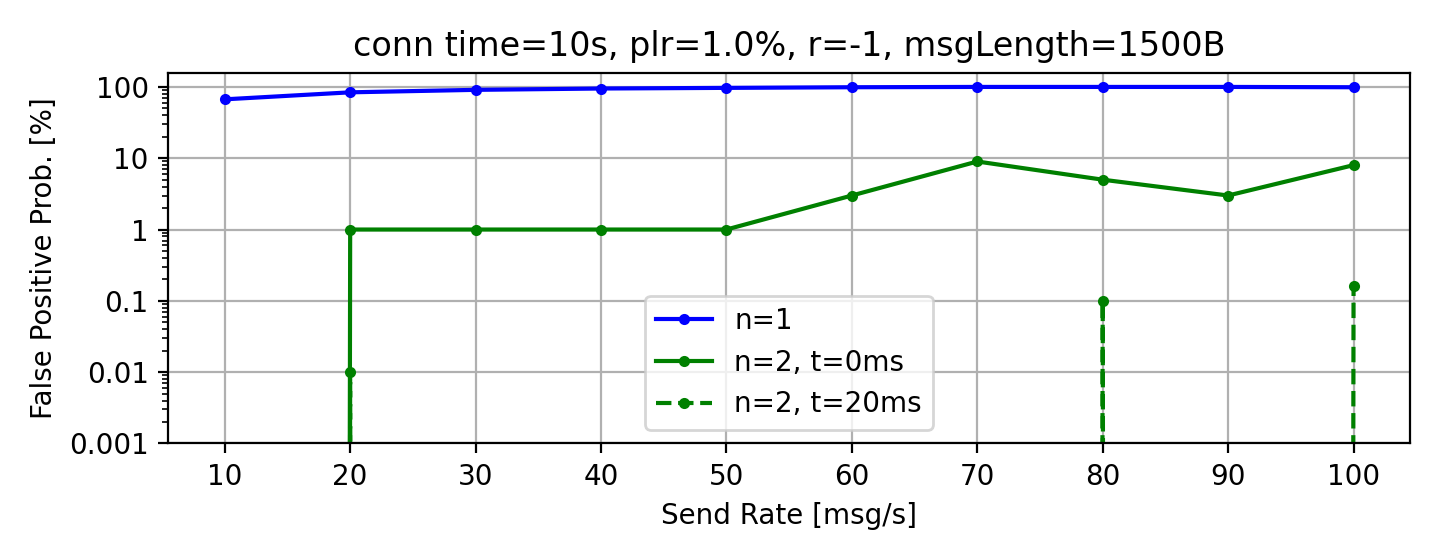 conn time=10s, plr=1.0%, r=-1, msgLength=1500B
False Positive Prob. [%]
100
10
1
0.1
0.01
0.001
n=1
n=2, t=0ms
n=2, t=20ms
10 20 30 40 50 60 70 80 90 100
Send Rate [msg/s]